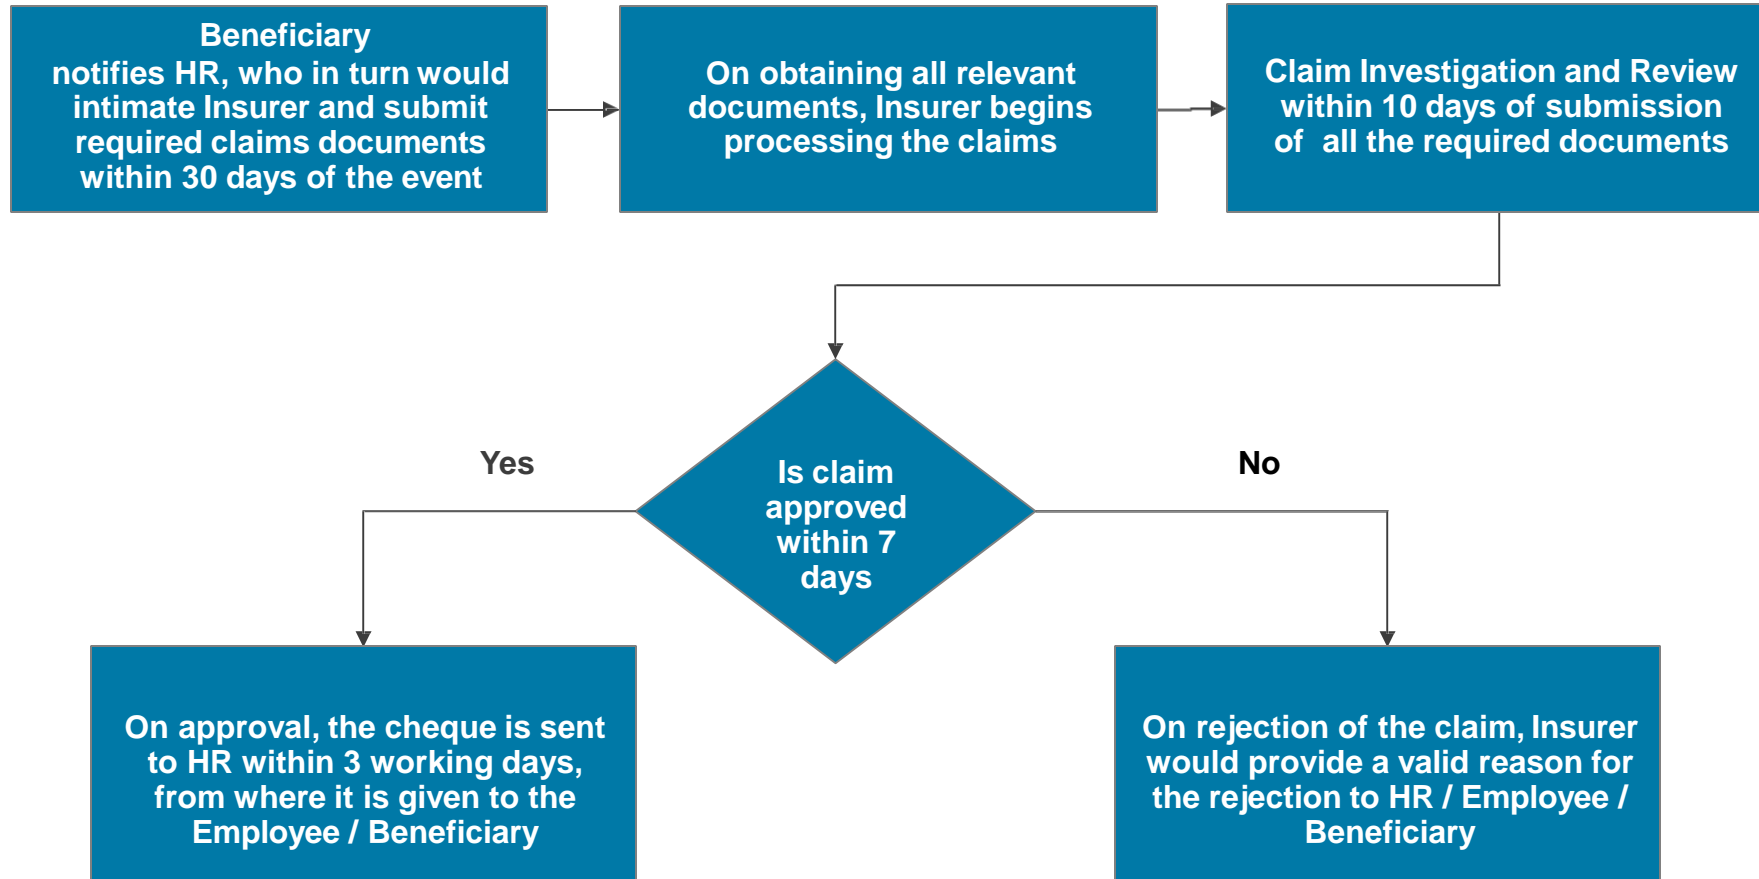 Beneficiary
notifies HR, who in turn would
intimate Insurer and submit
required claims documents
within 30 days of the event
On obtaining all relevant
documents, Insurer begins
processing the claims
Claim Investigation and Review
within 10 days of submission
of all the required documents
Yes
No
Is claim
approved
within 7
days
On approval, the cheque is sent
to HR within 3 working days,
from where it is given to the
Employee / Beneficiary
On rejection of the claim, Insurer
would provide a valid reason for
the rejection to HR / Employee /
Beneficiary